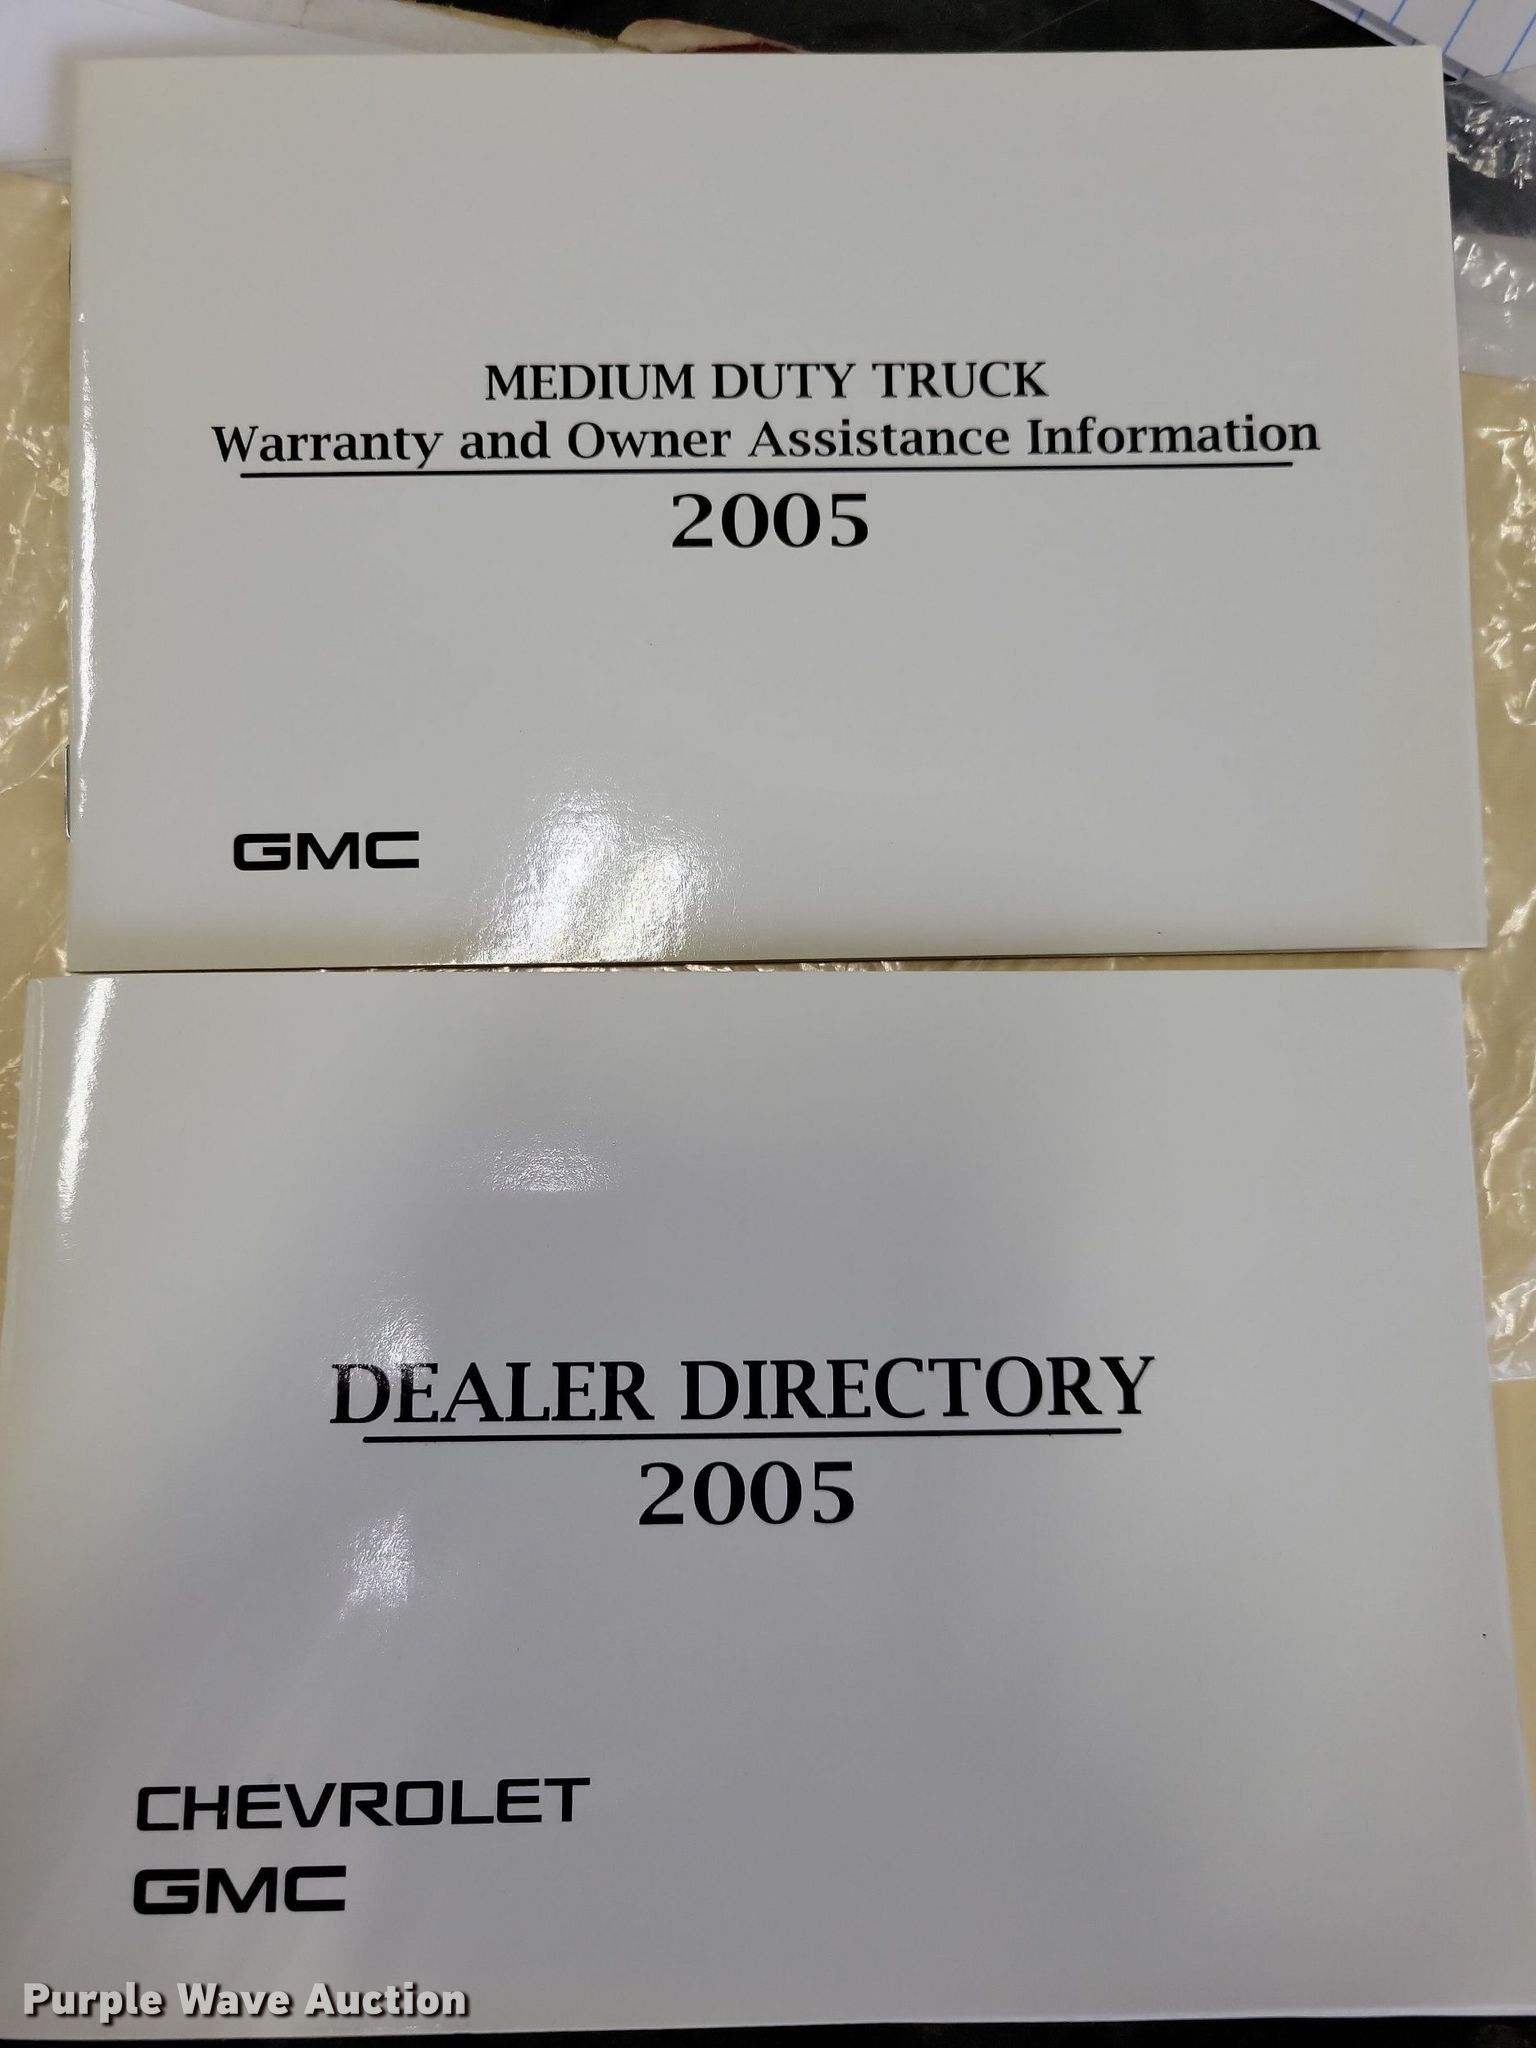 MEDIUM DUTY TRUCK
Warranty and Owner Assistance Information
2005
GMC
DEALER DIRECTORY
2005
CHEVROLET
GMC
Purple Wave Auction